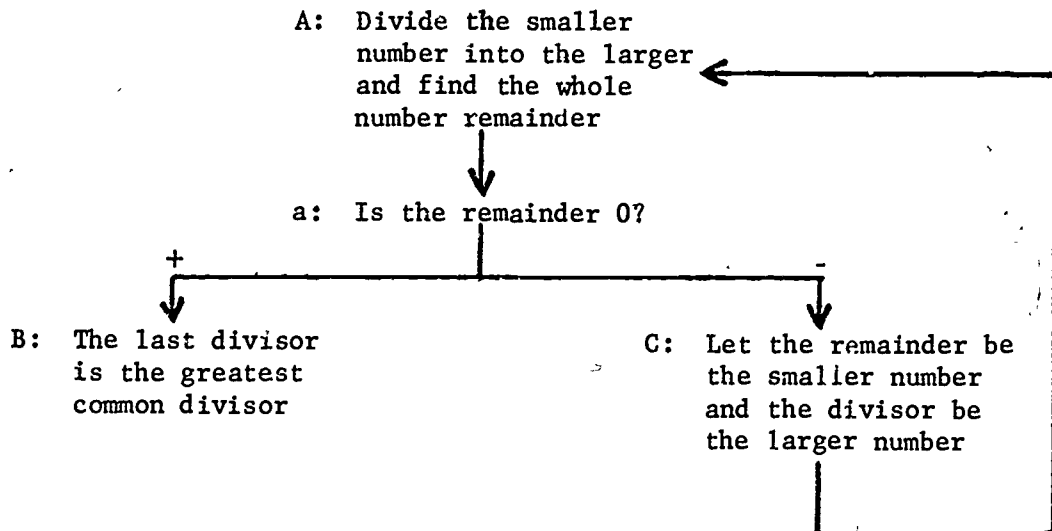 A: Divide the smaller
number into the larger
and find the whole
number remainder
a: Is the remainder 0?
+
-
B: The last divisor
is the greatest
common divisor
C: Let the remainder be
the smaller number
and the divisor be
the larger number